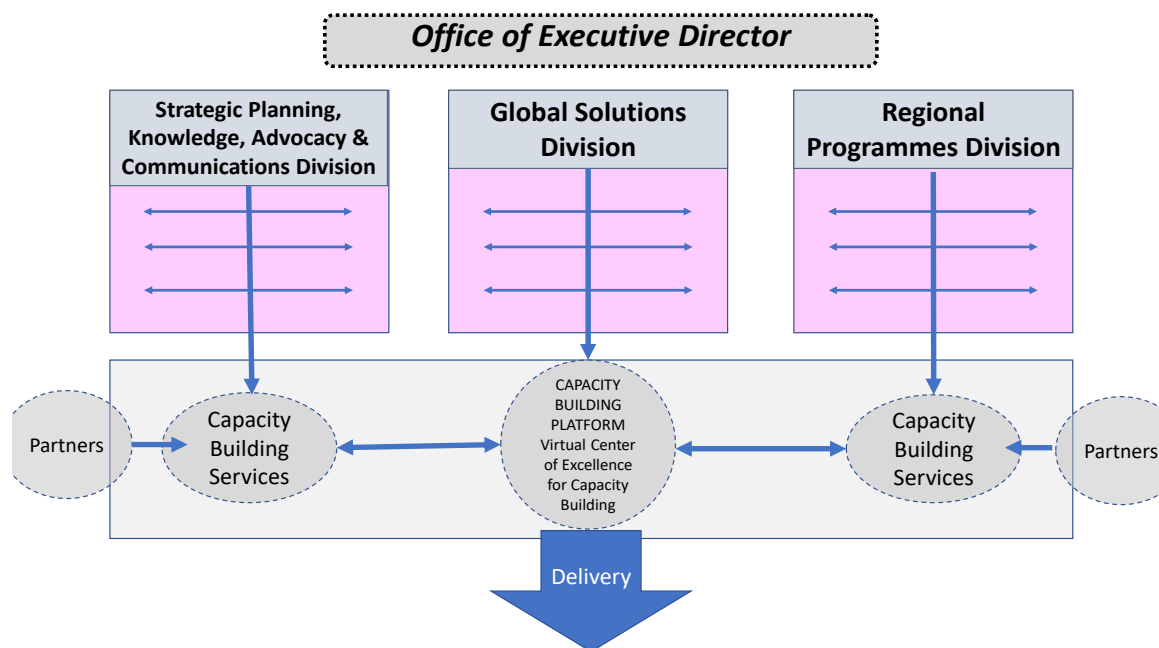 Office of Executive Director
Strategic Planning,
Knowledge, Advocacy &
Communications Division
Global Solutions
Division
Regional
Programmes Division
Partners
Capacity
Building
Services
CAPACITY
BUILDING
PLATFORM
Virtual Center
of Excellence
for Capacity
Building
Capacity
Building
Services
Partners
Delivery